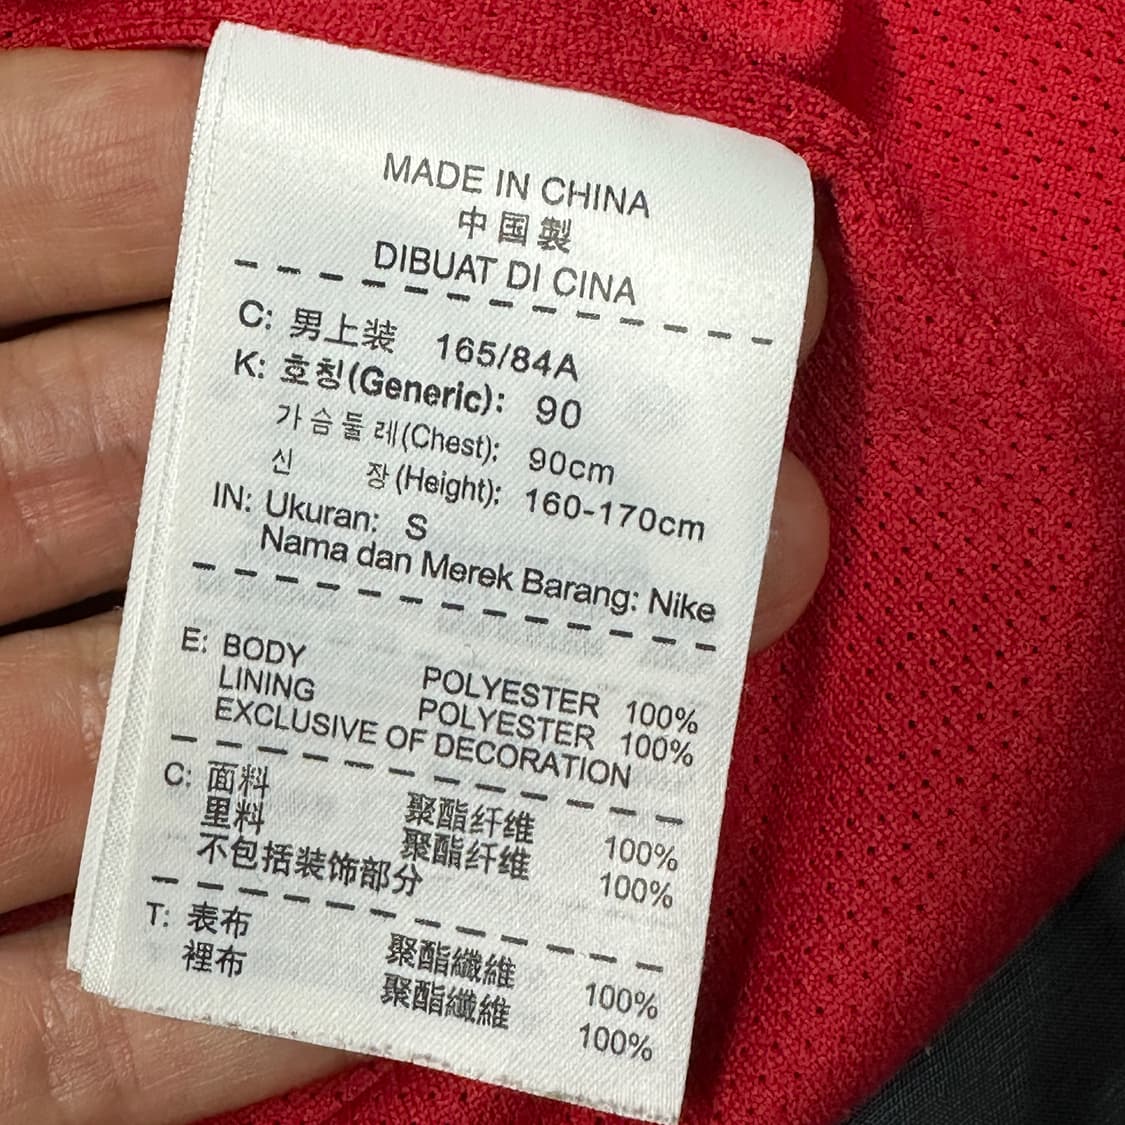 MADE IN CHINA
中国製
DIBUAT DI CINA
C: 男上装 165/84A
K: 호칭(Generic): 90
가슴둘레(Chest): 90cm
신 장(Height): 160-170cm
IN: Ukuran: S
Nama dan Merek Barang: Nike
E: BODY POLYESTER 100%
LINING POLYESTER 100%
EXCLUSIVE OF DECORATION
C: 面料 聚酯纤维 100%
里料 聚酯纤维 100%
不包括装饰部分
T: 表布 聚酯纖維 100%
裡布 聚酯纖維 100%